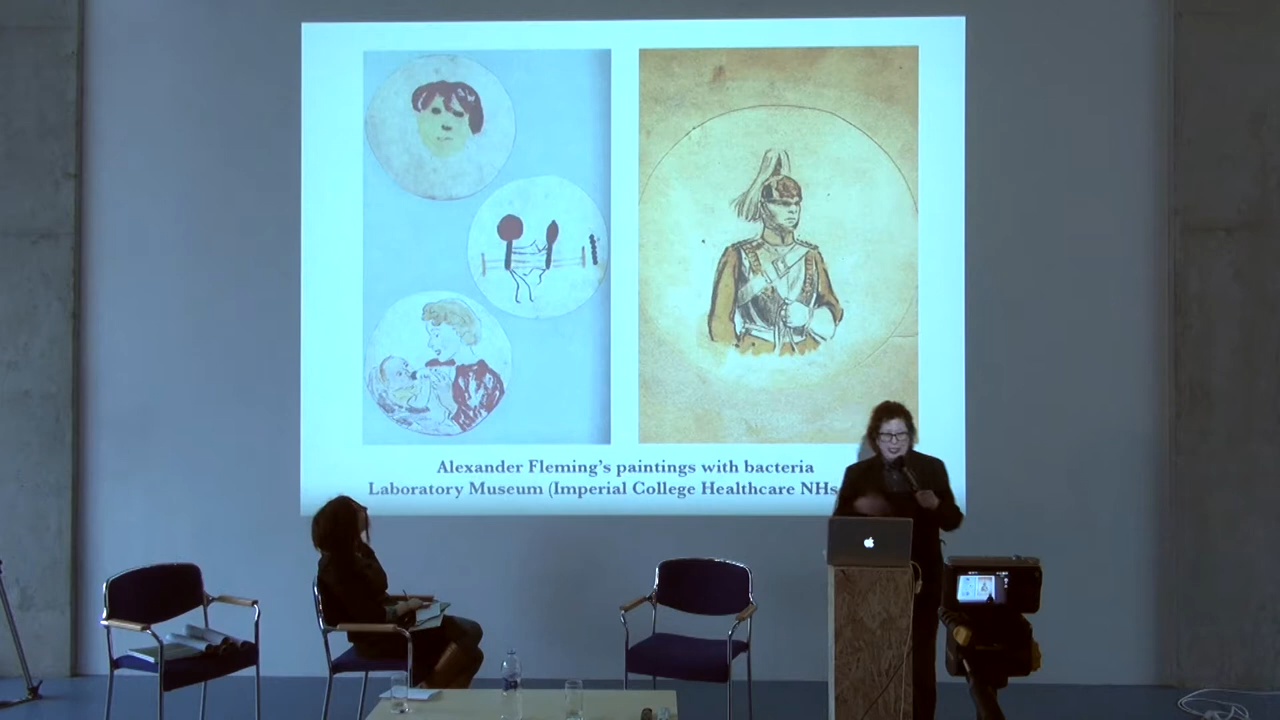 Alexander Fleming's paintings with bacteria
Laboratory Museum (Imperial College Healthcare NHs